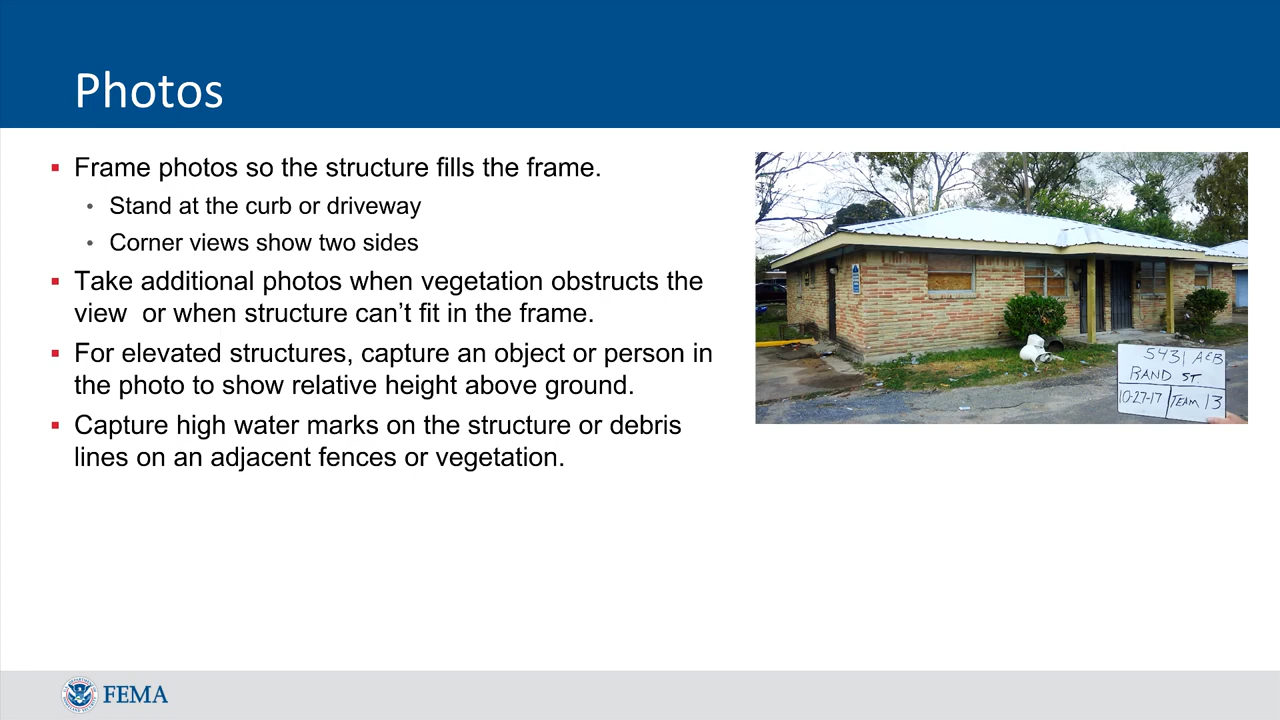 Photos
Frame photos so the structure fills the frame.
Stand at the curb or driveway
Corner views show two sides
Take additional photos when vegetation obstructs the
view or when structure can’t fit in the frame.
For elevated structures, capture an object or person in
the photo to show relative height above ground.
Capture high water marks on the structure or debris
lines on an adjacent fences or vegetation.
5431 A&B
RAND ST.
10-27-17 TEAM 13
FEMA